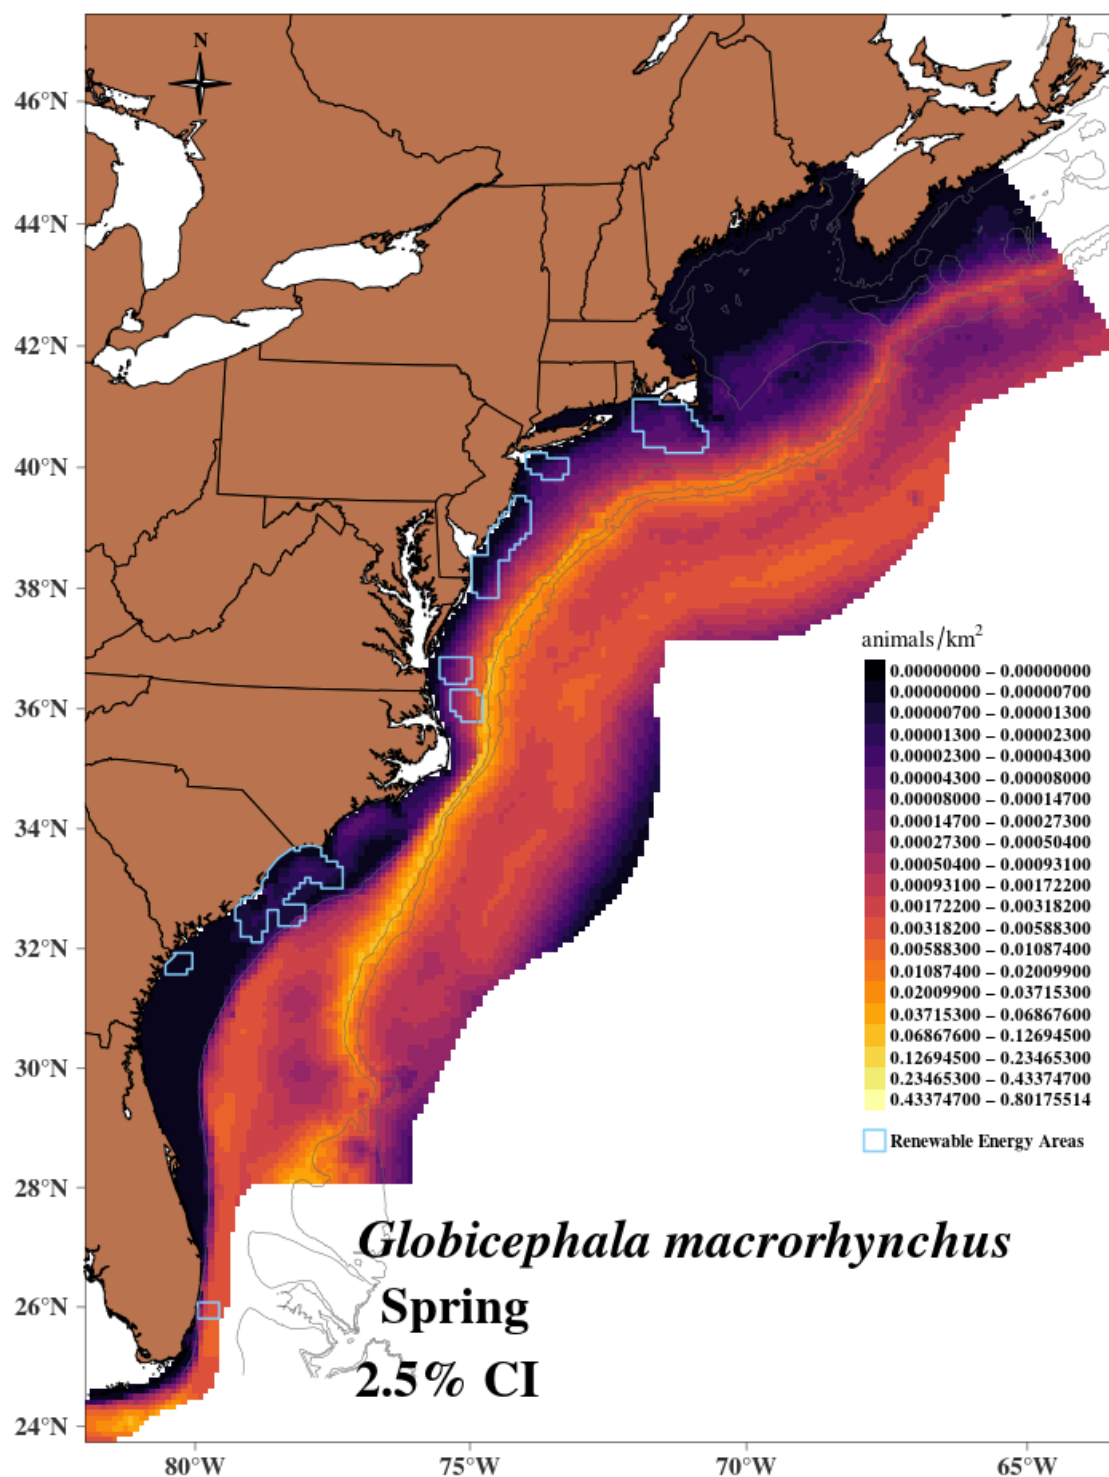 N
46°N
44°N
42°N
40°N
38°N
36°N
34°N
32°N
30°N
28°N
26°N
24°N
80°W
75°W
70°W
65°W
animals/km²
0.00000000 – 0.00000000
0.00000000 – 0.00000700
0.00000700 – 0.00001300
0.00001300 – 0.00002300
0.00002300 – 0.00004300
0.00004300 – 0.00008000
0.00008000 – 0.00014700
0.00014700 – 0.00027300
0.00027300 – 0.00050400
0.00050400 – 0.00093100
0.00093100 – 0.00172200
0.00172200 – 0.00318200
0.00318200 – 0.00588300
0.00588300 – 0.01087400
0.01087400 – 0.02009900
0.02009900 – 0.03715300
0.03715300 – 0.06867600
0.06867600 – 0.12694500
0.12694500 – 0.23465300
0.23465300 – 0.43374700
0.43374700 – 0.80175514
Renewable Energy Areas
Globicephala macrorhynchus
Spring
2.5% CI